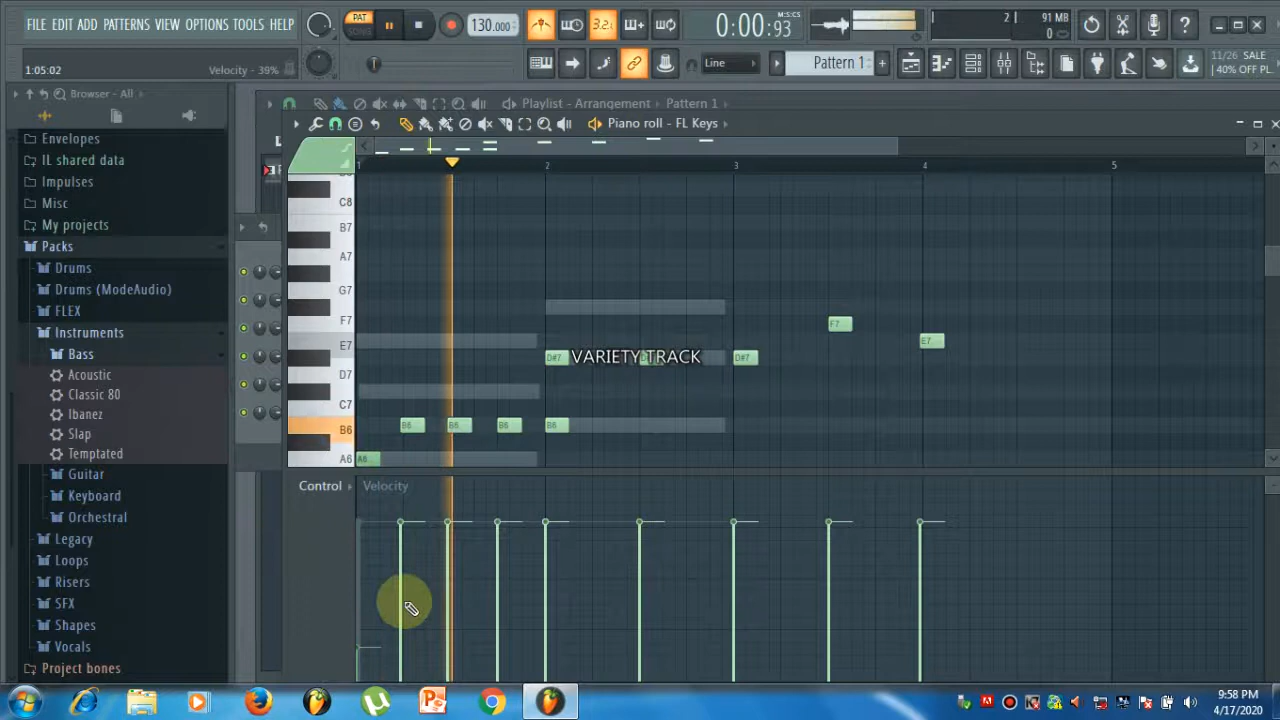 FILE EDIT ADD PATTERNS VIEW OPTIONS TOOLS HELP
PAT
SONG
130.000
3.2.
0:00:93
M:S:CS
2
91 MB
0
1:05:02
Velocity - 39%
Line
Pattern 1
11/26 SALE
40% OFF PL
Browser - All
Playlist - Arrangement
Pattern 1
Piano roll - FL Keys
Envelopes
IL shared data
Impulses
Misc
My projects
Packs
Drums
Drums (ModeAudio)
FLEX
Instruments
Bass
Acoustic
Classic 80
Ibanez
Slap
Temptated
Guitar
Keyboard
Orchestral
Legacy
Loops
Risers
SFX
Shapes
Vocals
Project bones
1 2 3 4 5
C8
B7
A7
G7
F7
E7
D7
C7
B6
A6
F7
E7
D#7 VARIETY TRACK D#7
B6 B6 B6 B6
A6
Control Velocity
9:58 PM
4/17/2020